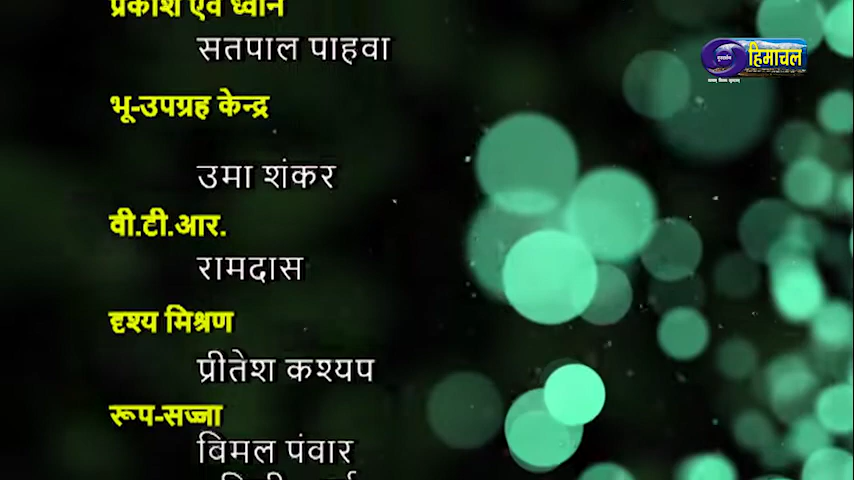 प्रकाश एवं ध्वनि
सतपाल पाहवा
हिमाचल
भू-उपग्रह केन्द्र
उमा शंकर
वी.टी.आर.
रामदास
दृश्य मिश्रण
प्रीतेश कश्यप
रूप-सज्जा
विमल पंवार